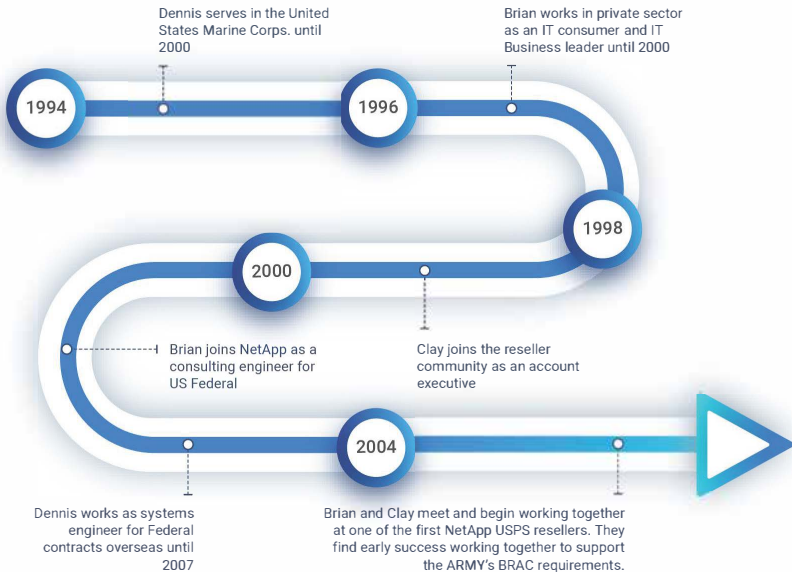 Dennis serves in the United
States Marine Corps. until
2000
Brian works in private sector
as an IT consumer and IT
Business leader until 2000
1994
1996
1998
2000
Brian joins NetApp as a
consulting engineer for
US Federal
Clay joins the reseller
community as an account
executive
2004
Dennis works as systems
engineer for Federal
contracts overseas until
2007
Brian and Clay meet and begin working together
at one of the first NetApp USPS resellers. They
find early success working together to support
the ARMY's BRAC requirements.